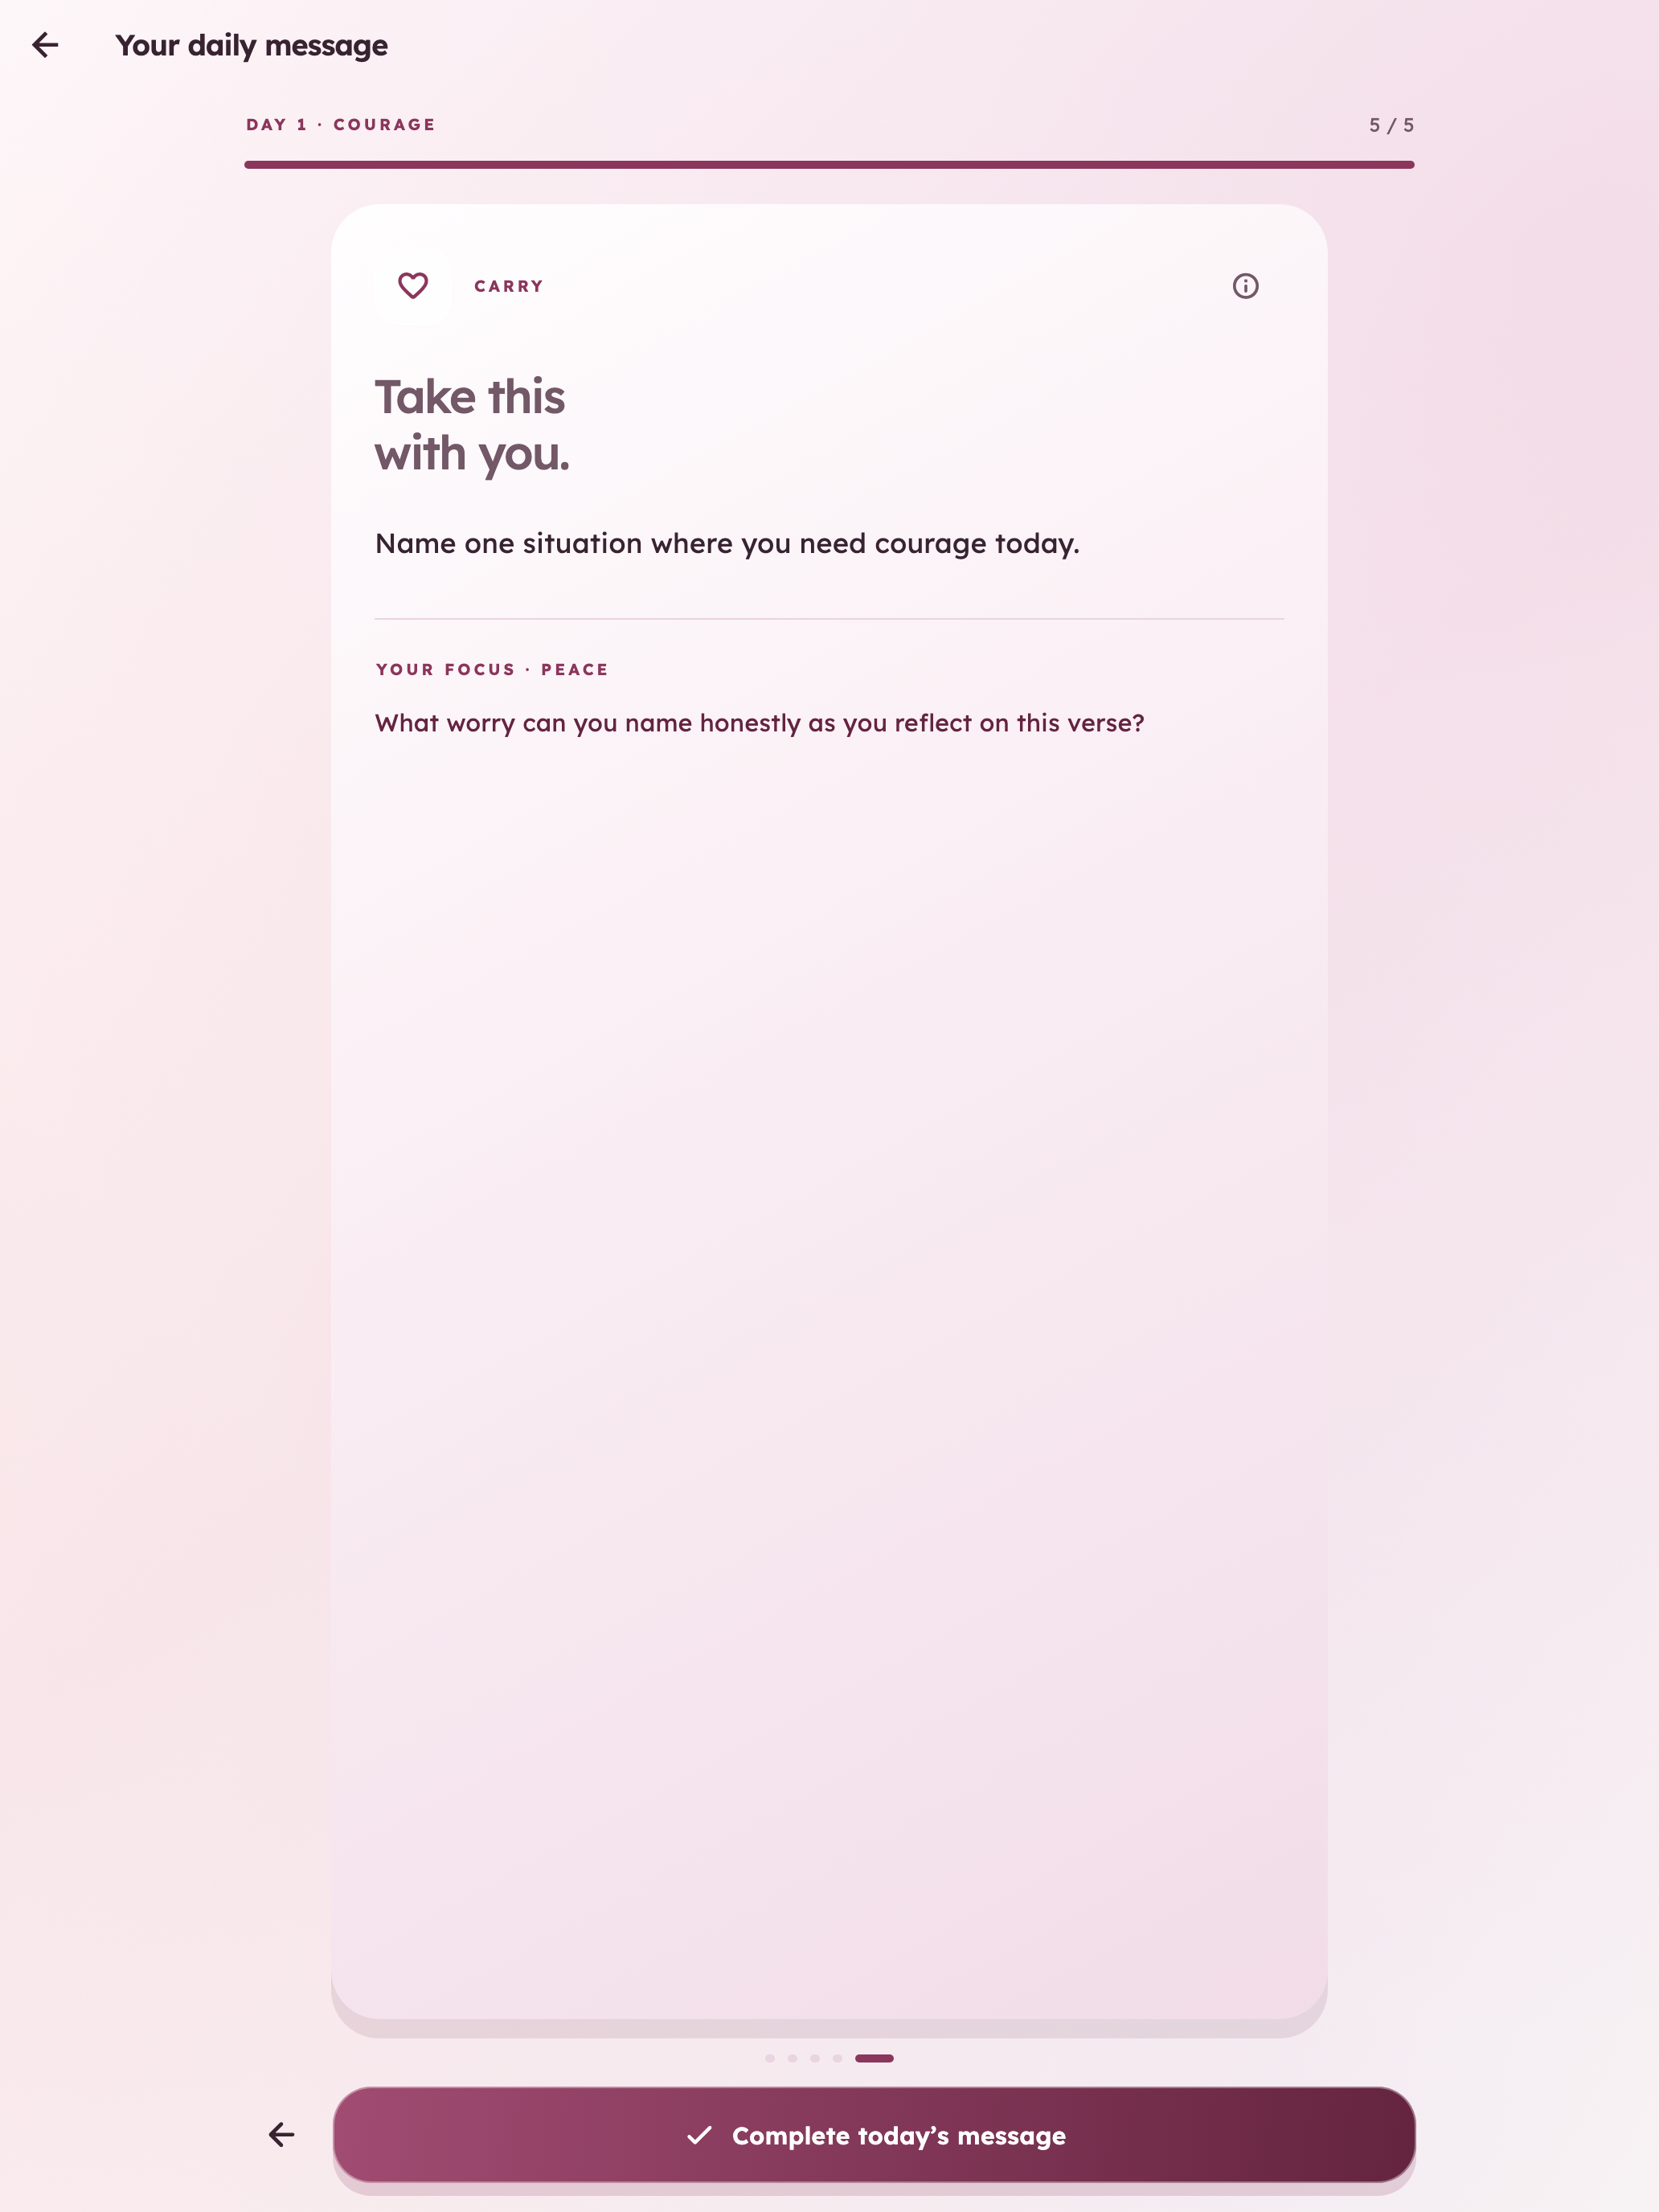 Your daily message
DAY 1 · COURAGE
5 / 5
CARRY
Take this
with you.
Name one situation where you need courage today.
YOUR FOCUS · PEACE
What worry can you name honestly as you reflect on this verse?
Complete today’s message